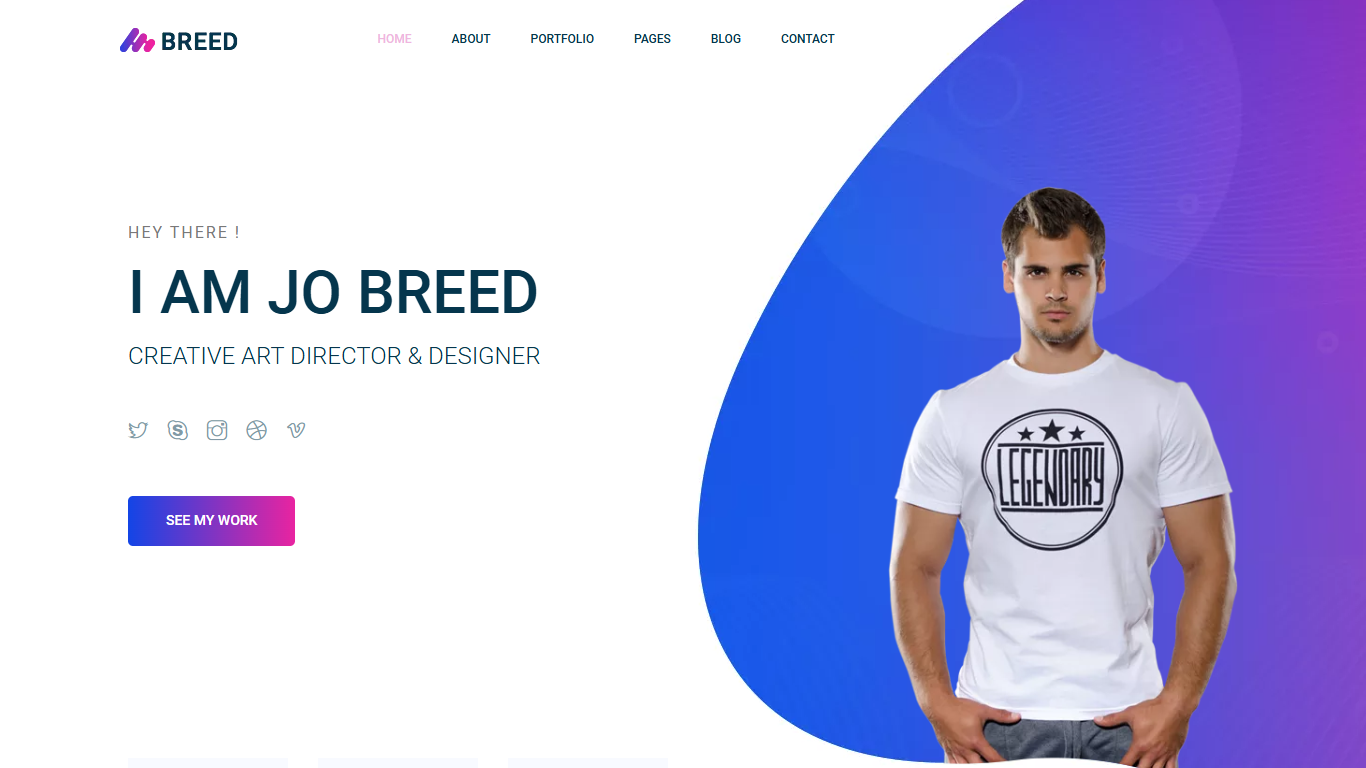 BREED
HOME ABOUT PORTFOLIO PAGES BLOG CONTACT
HEY THERE !
I AM JO BREED
CREATIVE ART DIRECTOR & DESIGNER
S
SEE MY WORK
LEGENDARY